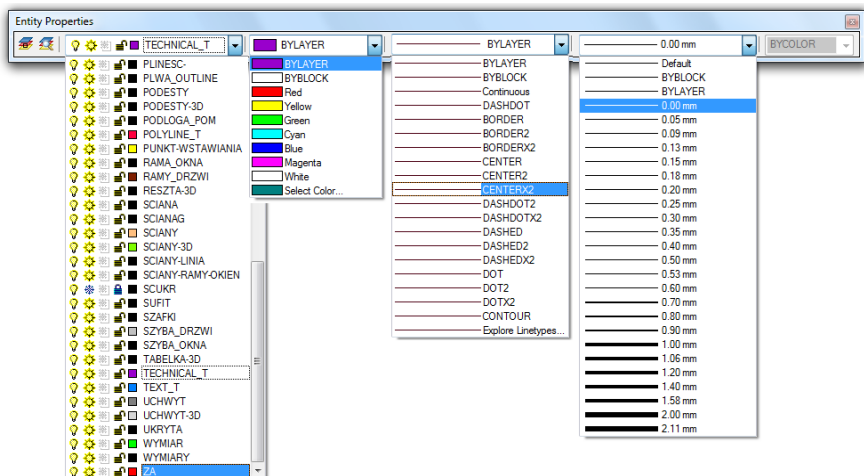 Entity Properties
TECHNICAL_T
BYLAYER
BYLAYER
0.00 mm
BYCOLOR
PLINESC-
PLWA_OUTLINE
PODESTY
PODESTY-3D
PODLOGA_POM
POLYLINE_T
PUNKT-WSTAWIANIA
RAMA_OKNA
RAMY_DRZWI
RESZTA-3D
SCIANA
SCIANAG
SCIANY
SCIANY-3D
SCIANY-LINIA
SCIANY-RAMY-OKIEN
SCUKR
SUFIT
SZAFKI
SZYBA_DRZWI
SZYBA_OKNA
TABELKA-3D
TECHNICAL_T
TEXT_T
UCHWYT
UCHWYT-3D
UKRYTA
WYMIAR
WYMIARY
ZA
BYLAYER
BYBLOCK
Red
Yellow
Green
Cyan
Blue
Magenta
White
Select Color...
BYLAYER
BYBLOCK
Continuous
DASHDOT
BORDER
BORDER2
BORDERX2
CENTER
CENTER2
CENTERX2
DASHDOT2
DASHDOTX2
DASHED
DASHED2
DASHEDX2
DOT
DOT2
DOTX2
CONTOUR
Explore Linetypes...
Default
BYBLOCK
BYLAYER
0.00 mm
0.05 mm
0.09 mm
0.13 mm
0.15 mm
0.18 mm
0.20 mm
0.25 mm
0.30 mm
0.35 mm
0.40 mm
0.50 mm
0.53 mm
0.60 mm
0.70 mm
0.80 mm
0.90 mm
1.00 mm
1.06 mm
1.20 mm
1.40 mm
1.58 mm
2.00 mm
2.11 mm